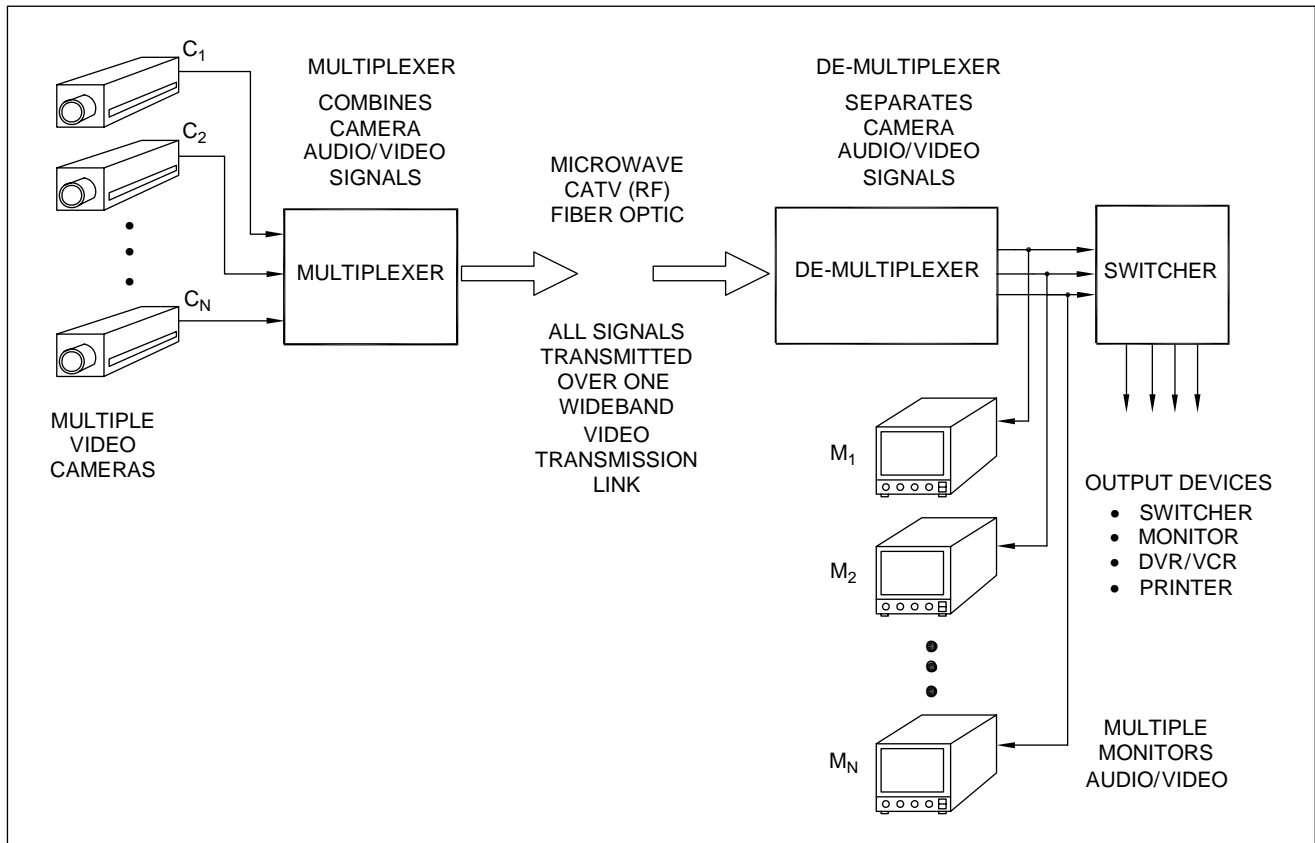 C1
C2
CN
MULTIPLE
VIDEO
CAMERAS
MULTIPLEXER
COMBINES
CAMERA
AUDIO/VIDEO
SIGNALS
MULTIPLEXER
MICROWAVE
CATV (RF)
FIBER OPTIC
ALL SIGNALS
TRANSMITTED
OVER ONE
WIDEBAND
VIDEO
TRANSMISSION
LINK
DE-MULTIPLEXER
SEPARATES
CAMERA
AUDIO/VIDEO
SIGNALS
DE-MULTIPLEXER
SWITCHER
M1
M2
MN
OUTPUT DEVICES
• SWITCHER
• MONITOR
• DVR/VCR
• PRINTER
MULTIPLE
MONITORS
AUDIO/VIDEO